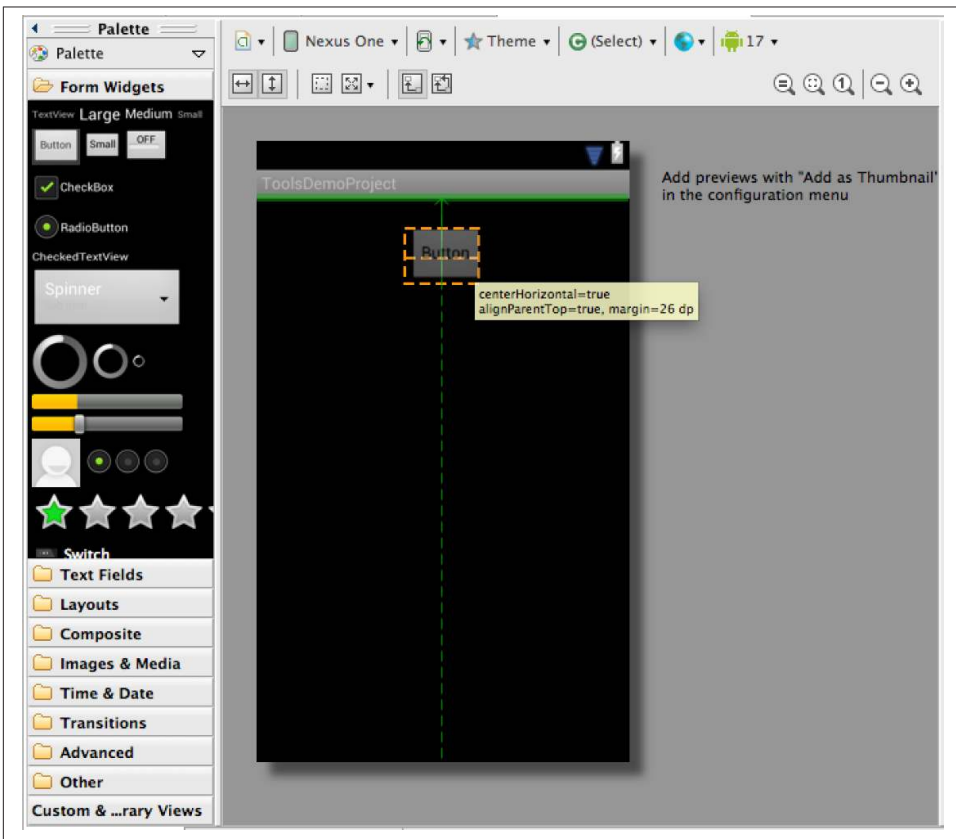 Palette
Palette
Form Widgets
TextView Large Medium Small
Button Small OFF
CheckBox
RadioButton
CheckedTextView
Spinner
Switch
Text Fields
Layouts
Composite
Images & Media
Time & Date
Transitions
Advanced
Other
Custom & ...rary Views
Nexus One Theme (Select) 17
1
ToolsDemoProject
Button
centerHorizontal=true
alignParentTop=true, margin=26 dp
Add previews with "Add as Thumbnail"
in the configuration menu